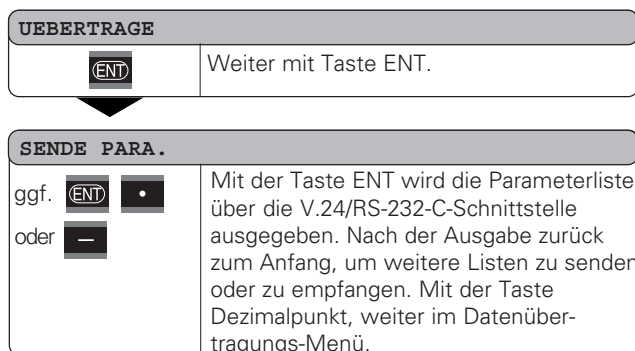 UEBERTRAGE
ENT
Weiter mit Taste ENT.
SENDE PARA.
ggf. ENT •
oder –
Mit der Taste ENT wird die Parameterliste
über die V.24/RS-232-C-Schnittstelle
ausgegeben. Nach der Ausgabe zurück
zum Anfang, um weitere Listen zu senden
oder zu empfangen. Mit der Taste
Dezimalpunkt, weiter im Datenüber-
tragungs-Menü.